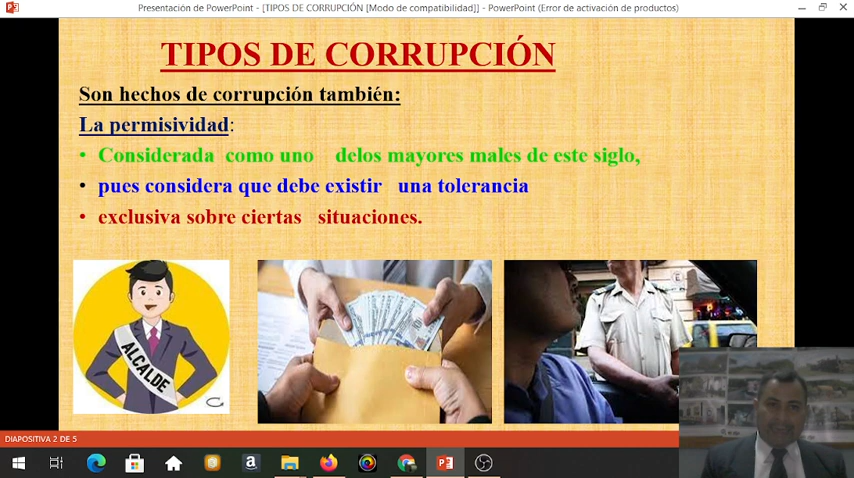 Presentación de PowerPoint - [TIPOS DE CORRUPCIÓN [Modo de compatibilidad]] - PowerPoint (Error de activación de productos)
TIPOS DE CORRUPCIÓN
Son hechos de corrupción también:
La permisividad:
• Considerada como uno delos mayores males de este siglo,
• pues considera que debe existir una tolerancia
• exclusiva sobre ciertas situaciones.
ALCALDE
DIAPOSITIVA 2 DE 5